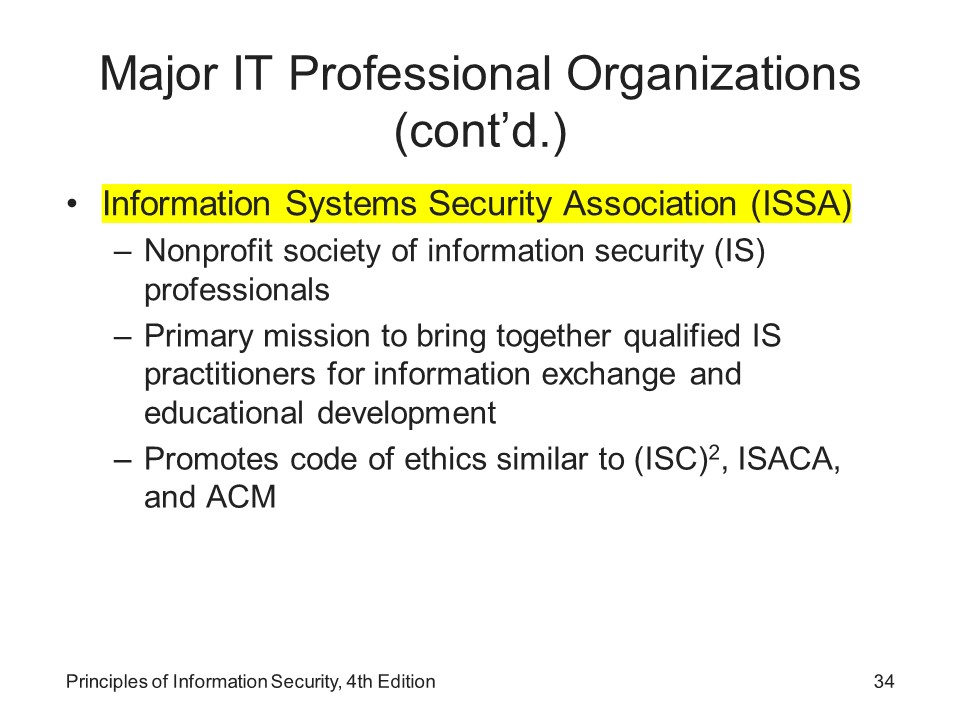 Major IT Professional Organizations
(cont’d.)
• Information Systems Security Association (ISSA)
– Nonprofit society of information security (IS)
professionals
– Primary mission to bring together qualified IS
practitioners for information exchange and
educational development
– Promotes code of ethics similar to (ISC)², ISACA,
and ACM
Principles of Information Security, 4th Edition 34